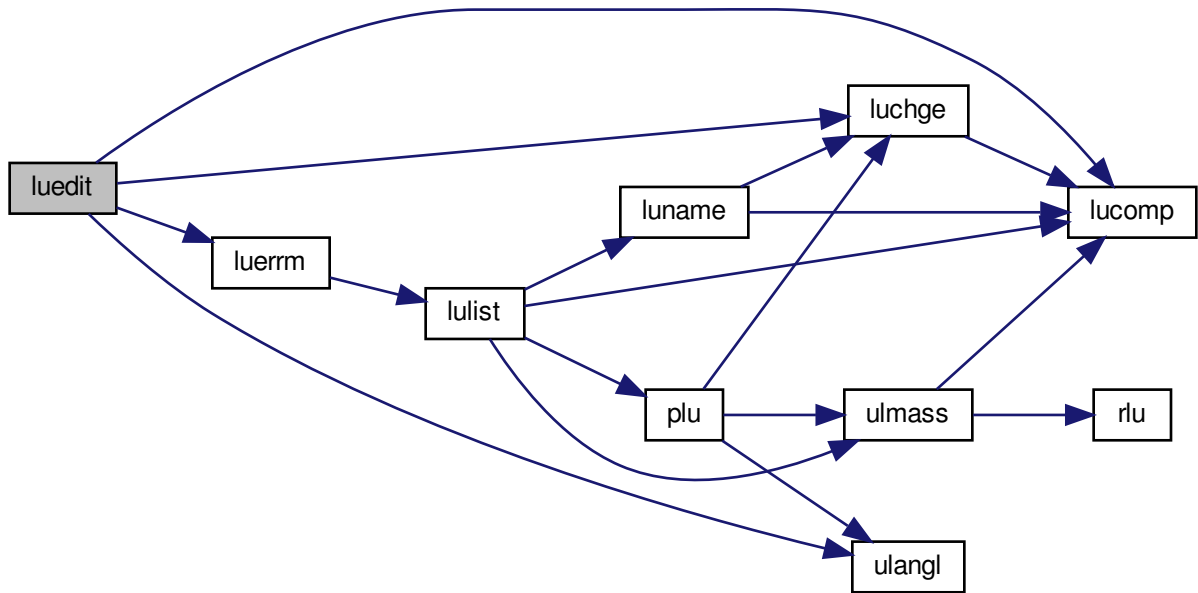 luedit
luerrm
lulist
luname
plu
luchge
ulmass
ulangl
lucomp
rlu